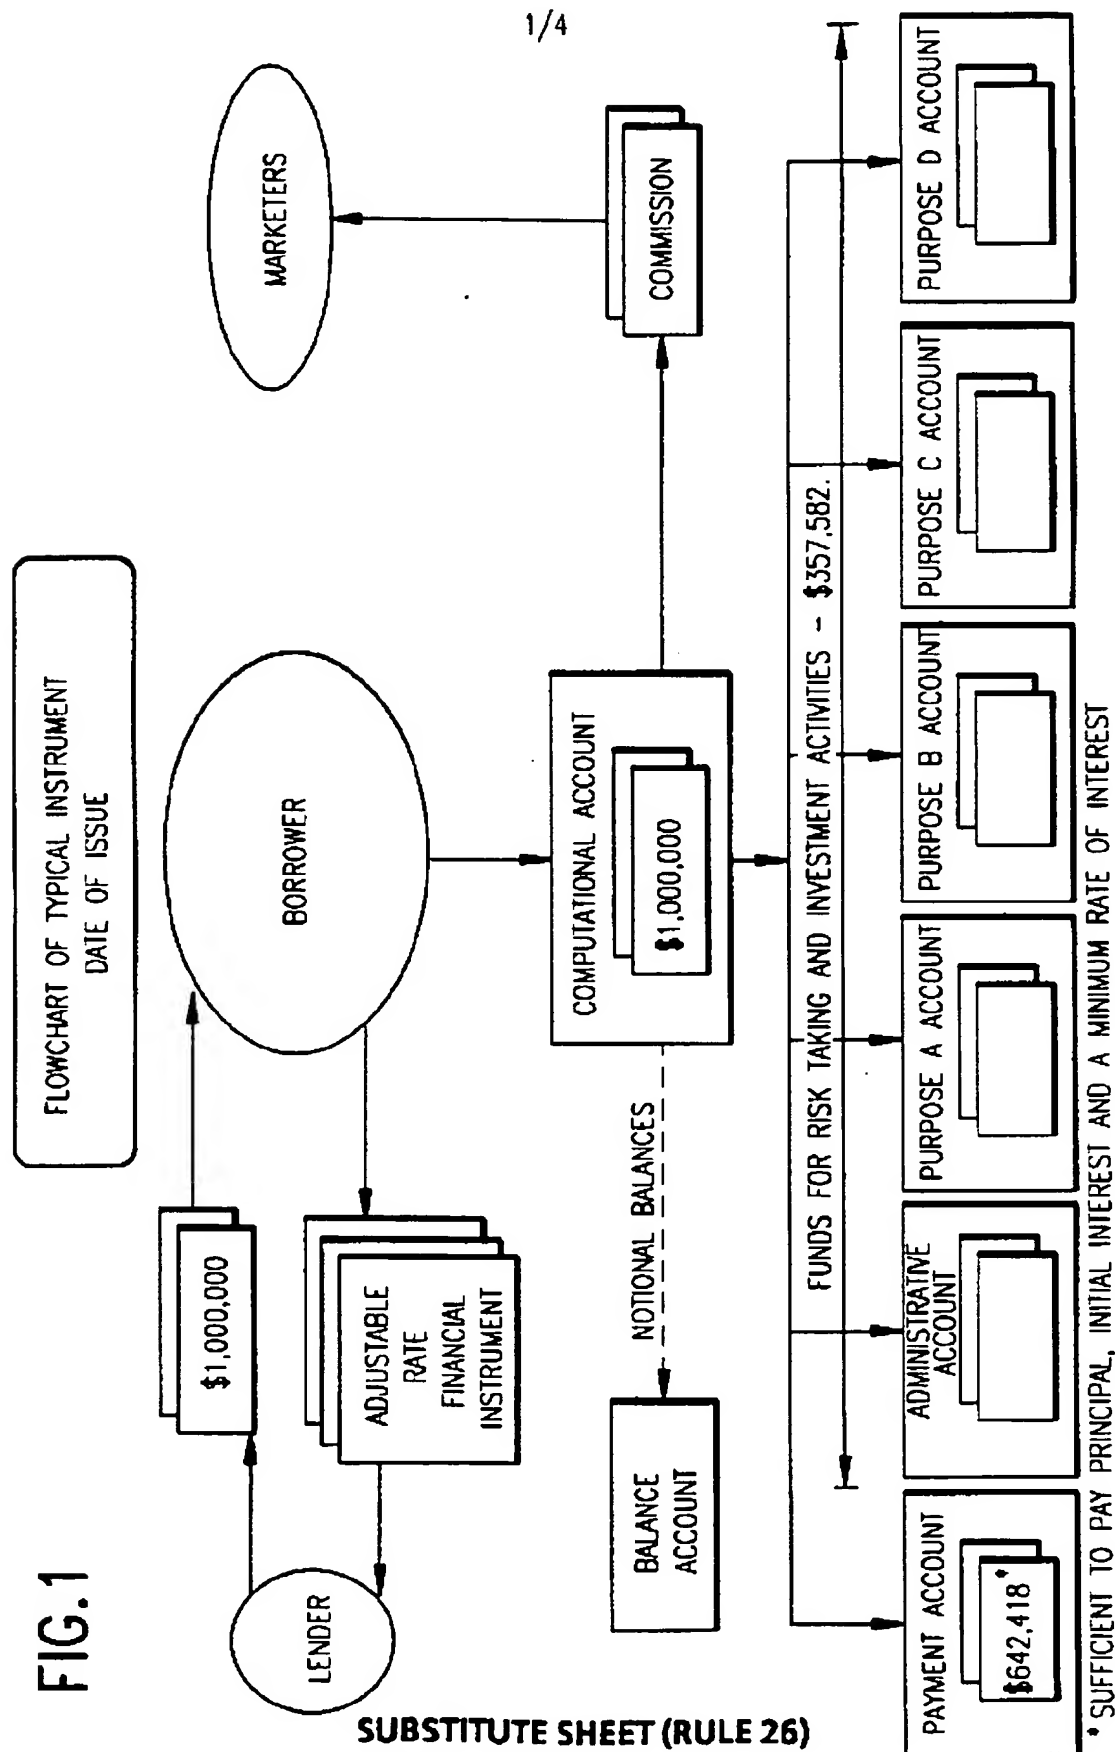 1/4
FIG.1
FLOWCHART OF TYPICAL INSTRUMENT
DATE OF ISSUE
LENDER
$1,000,000
ADJUSTABLE
RATE
FINANCIAL
INSTRUMENT
BORROWER
MARKETERS
BALANCE
ACCOUNT
NOTIONAL BALANCES
COMPUTATIONAL ACCOUNT
$1,000,000
COMMISSION
FUNDS FOR RISK TAKING AND INVESTMENT ACTIVITIES - $357,582.
PAYMENT ACCOUNT
$642,418*
ADMINISTRATIVE
ACCOUNT
PURPOSE A ACCOUNT
PURPOSE B ACCOUNT
PURPOSE C ACCOUNT
PURPOSE D ACCOUNT
* SUFFICIENT TO PAY PRINCIPAL, INITIAL INTEREST AND A MINIMUM RATE OF INTEREST
SUBSTITUTE SHEET (RULE 26)